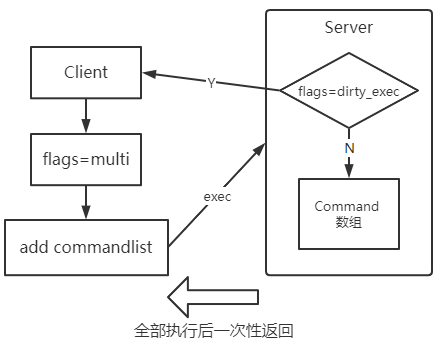 Server
Client
Y
flags=dirty_exec
flags=multi
N
exec
Command
数组
add commandlist
全部执行后一次性返回